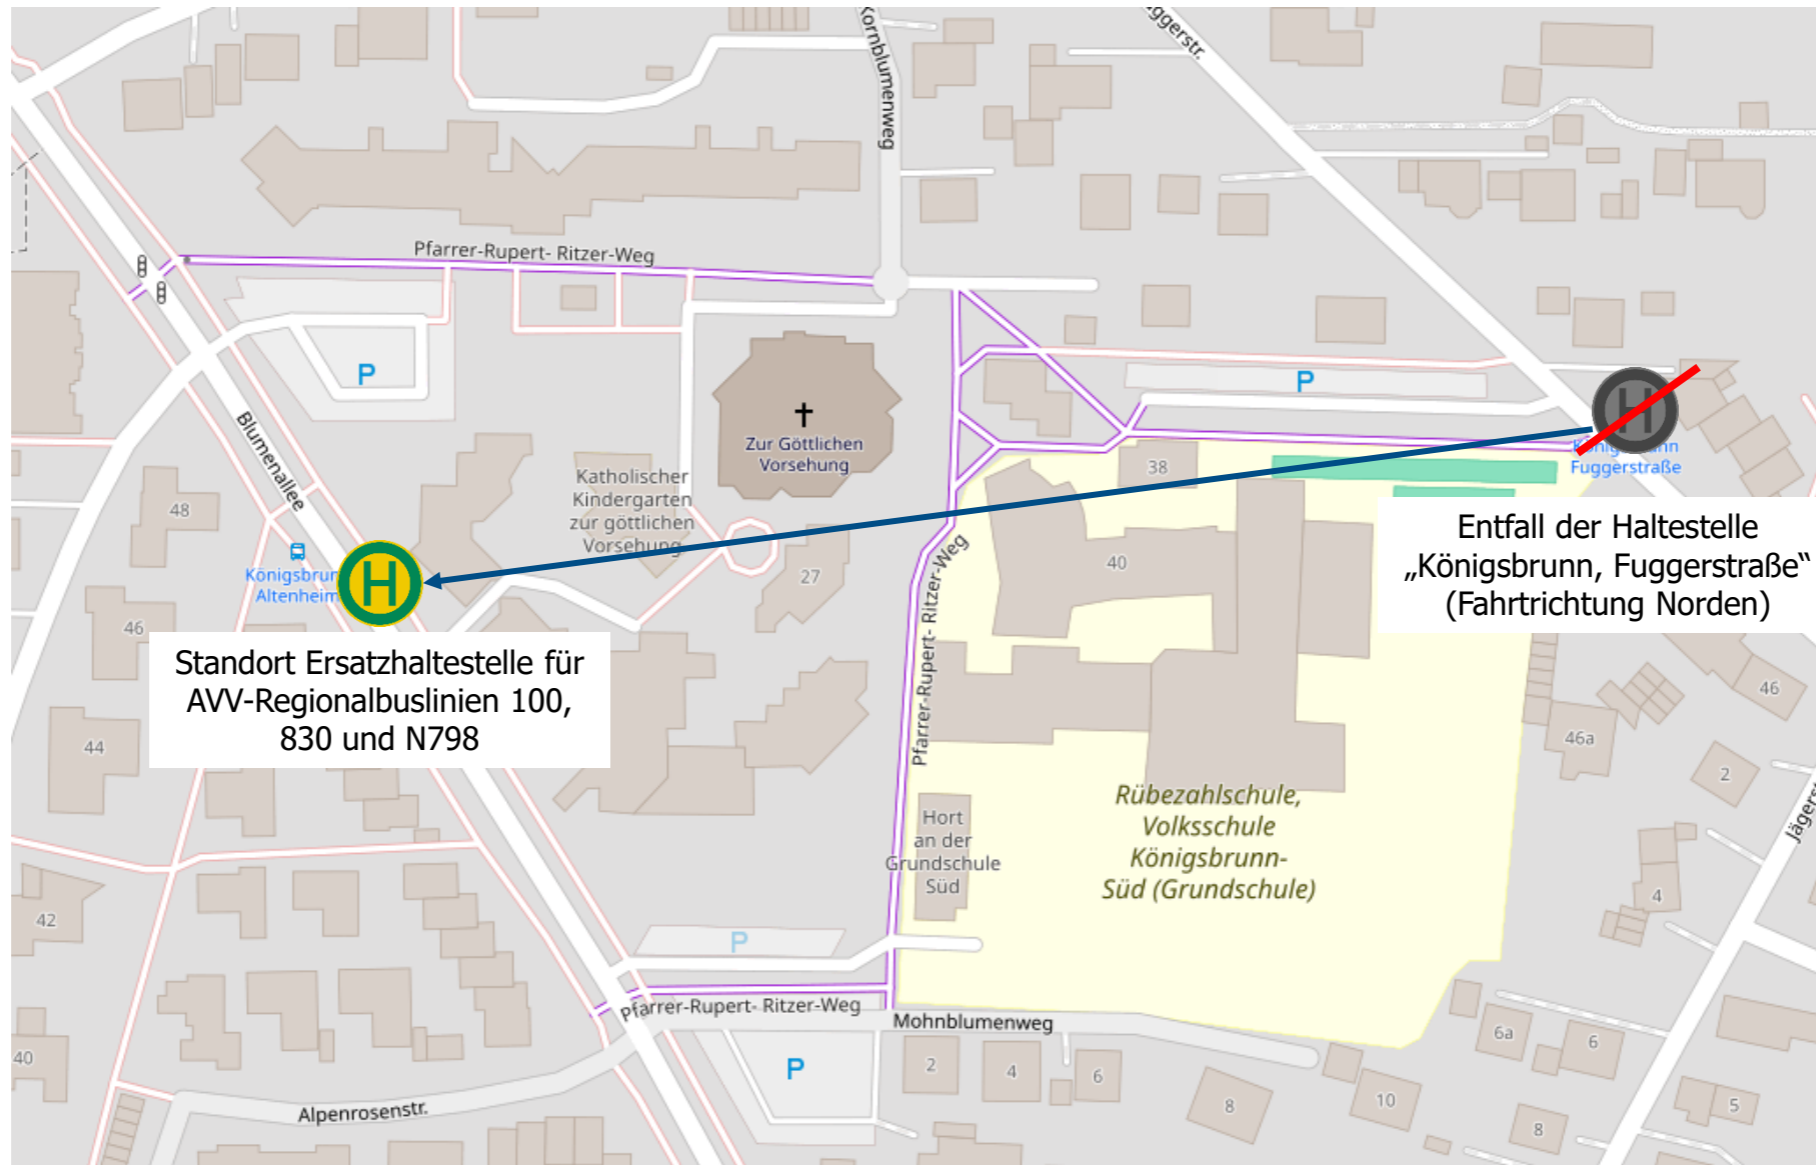 Kornblumenweg
ggerstr.
Pfarrer-Rupert- Ritzer-Weg
P
P
Blumenallee
Zur Göttlichen
Vorsehung
H
Fuggerstraße
Katholischer
Kindergarten
zur göttlichen
Vorsehung
38
48
Entfall der Haltestelle
„Königsbrunn, Fuggerstraße“
(Fahrtrichtung Norden)
40
27
Königsbrun
Altenheim
H
46
Pfarrer-Rupert- Ritzer-Weg
Standort Ersatzhaltestelle für
AVV-Regionalbuslinien 100,
830 und N798
46
46a
44
2
Rübezahlschule,
Volksschule
Königsbrunn-
Süd (Grundschule)
Jägerst
Hort
an der
Grundschule
Süd
4
42
P
Pfarrer-Rupert- Ritzer-Weg
Mohnblumenweg
6a
6
40
P
2
4
6
Alpenrosenstr.
8
10
5
8